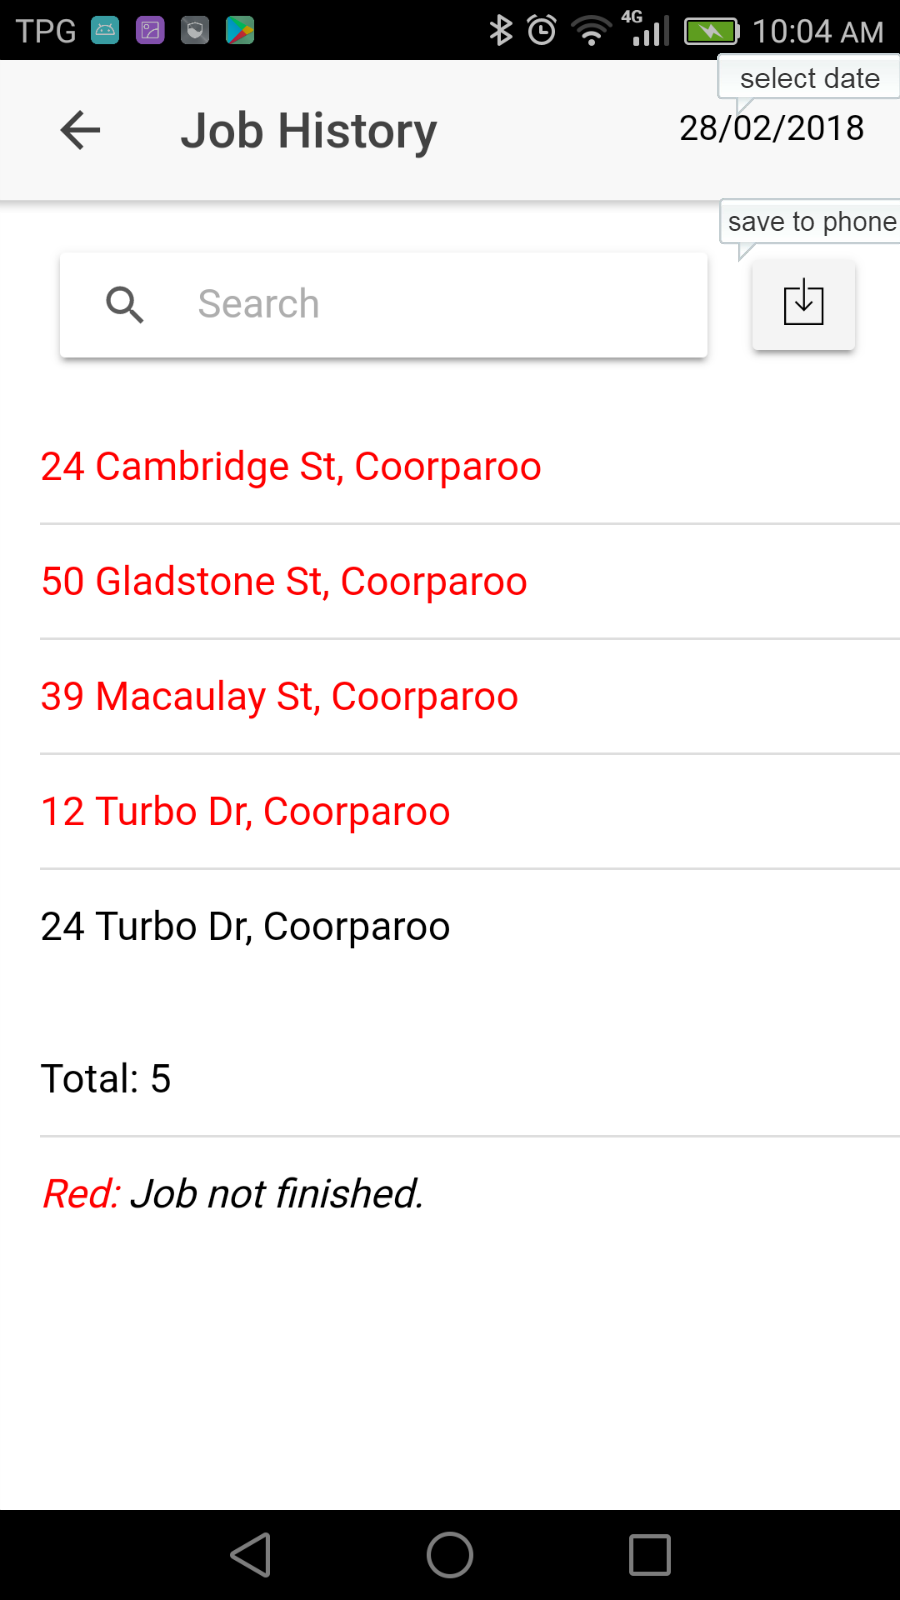 TPG 4G 10:04 AM
select date
Job History 28/02/2018
save to phone
Search
24 Cambridge St, Coorparoo
50 Gladstone St, Coorparoo
39 Macaulay St, Coorparoo
12 Turbo Dr, Coorparoo
24 Turbo Dr, Coorparoo
Total: 5
Red: Job not finished.